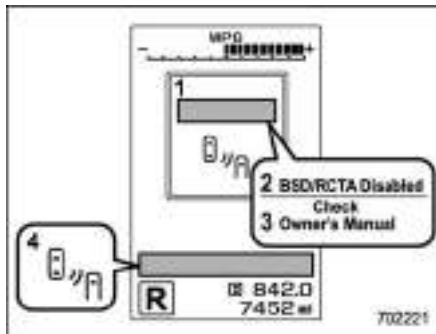 MPG
- +
1
2 BSD/RCTA Disabled
Check
3 Owner's Manual
4
R
842.0
7452 mi
702221